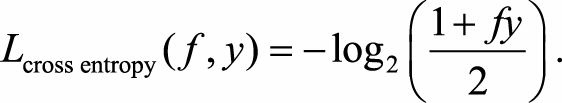 L_cross entropy (f, y) = −log₂ ( (1 + fy) / 2 ) .